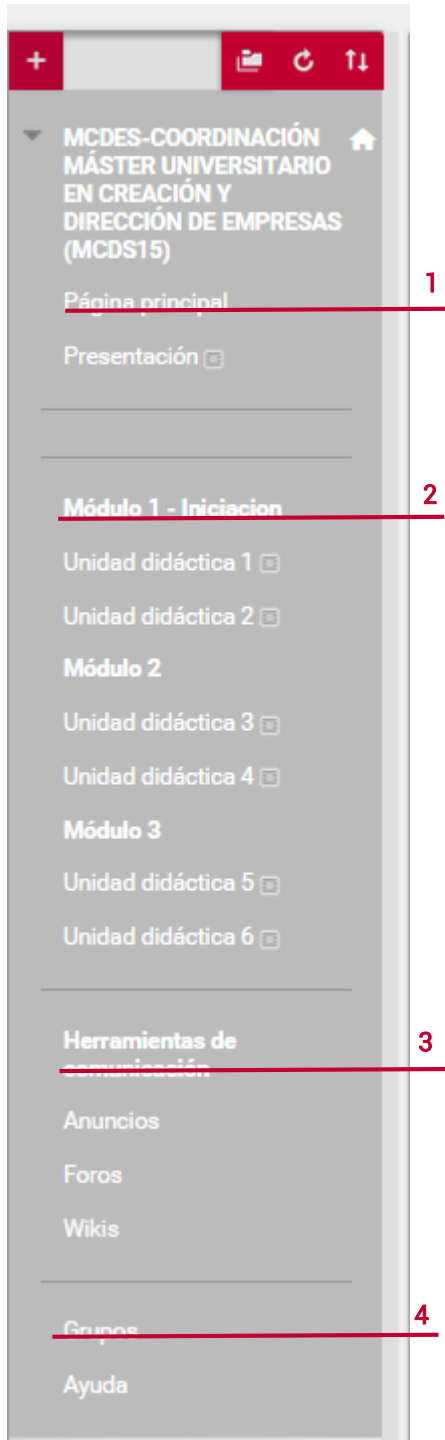 MCDES-COORDINACIÓN
MÁSTER UNIVERSITARIO
EN CREACIÓN Y
DIRECCIÓN DE EMPRESAS
(MCDS15)
Página principal
1
Presentación
Módulo 1 - Iniciacion
2
Unidad didáctica 1
Unidad didáctica 2
Módulo 2
Unidad didáctica 3
Unidad didáctica 4
Módulo 3
Unidad didáctica 5
Unidad didáctica 6
Herramientas de
3
comunicación
Anuncios
Foros
Wikis
Grupos
4
Ayuda